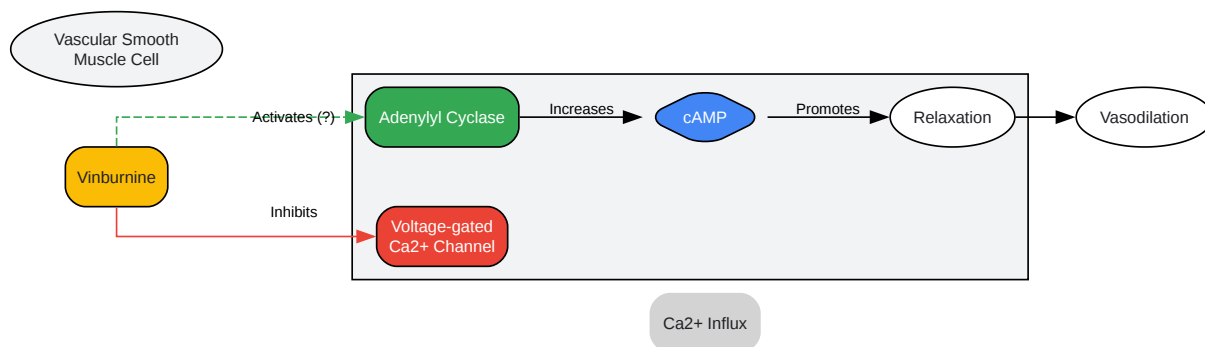 Vascular Smooth
Muscle Cell
Activates (?)
Adenylyl Cyclase
Increases
cAMP
Promotes
Relaxation
Vasodilation
Vinburnine
Inhibits
Voltage-gated
Ca2+ Channel
Ca2+ Influx